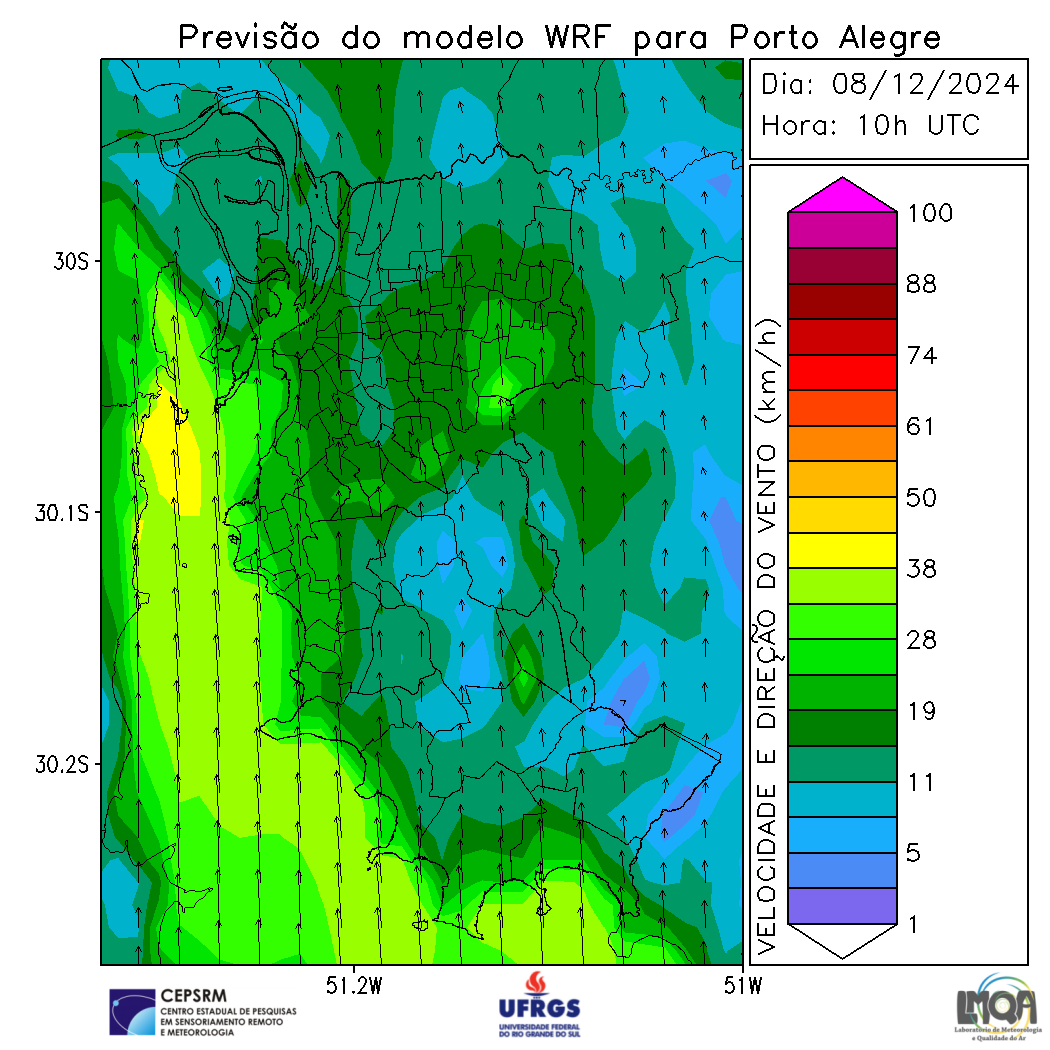 Previsão do modelo WRF para Porto Alegre
Dia: 08/12/2024
Hora: 10h UTC
30S
30.1S
30.2S
51.2W
51W
VELOCIDADE E DIREÇÃO DO VENTO (km/h)
100
88
74
61
50
38
28
19
11
5
1
CEPSRM
CENTRO ESTADUAL DE PESQUISAS
EM SENSORIAMENTO REMOTO
E METEOROLOGIA
UFRGS
UNIVERSIDADE FEDERAL
DO RIO GRANDE DO SUL
LMQA
Laboratório de Meteorologia
e Qualidade do Ar